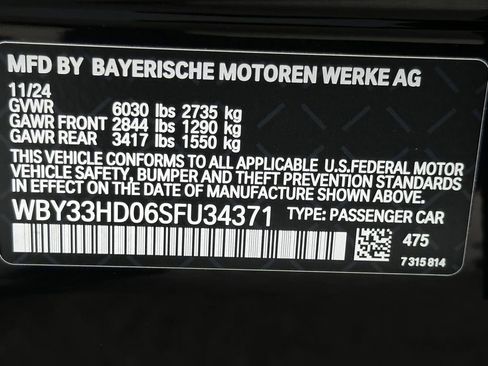 MFD BY BAYERISCHE MOTOREN WERKE AG
11/24
GVWR 6030 lbs 2735 kg
GAWR FRONT 2844 lbs 1290 kg
GAWR REAR 3417 lbs 1550 kg
THIS VEHICLE CONFORMS TO ALL APPLICABLE U.S.FEDERAL MOTOR
VEHICLE SAFETY, BUMPER AND THEFT PREVENTION STANDARDS
IN EFFECT ON THE DATE OF MANUFACTURE SHOWN ABOVE.
WBY33HD06SFU34371 TYPE: PASSENGER CAR
475
7 315 814